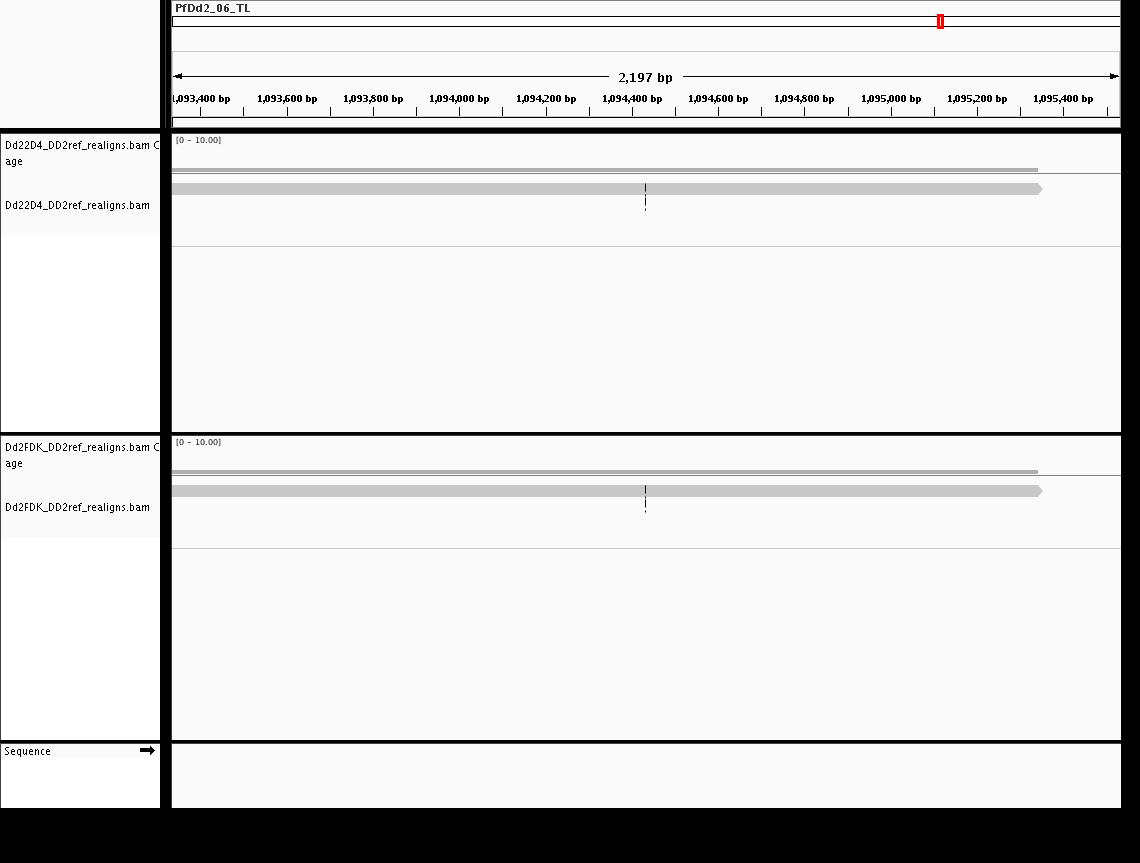 PfDd2_06_TL
2,197 bp
1,093,400 bp 1,093,600 bp 1,093,800 bp 1,094,000 bp 1,094,200 bp 1,094,400 bp 1,094,600 bp 1,094,800 bp 1,095,000 bp 1,095,200 bp 1,095,400 bp
Dd22D4_DD2ref_realigns.bam C
age
[0 - 10.00]
Dd22D4_DD2ref_realigns.bam
Dd2FDK_DD2ref_realigns.bam C
age
[0 - 10.00]
Dd2FDK_DD2ref_realigns.bam
Sequence